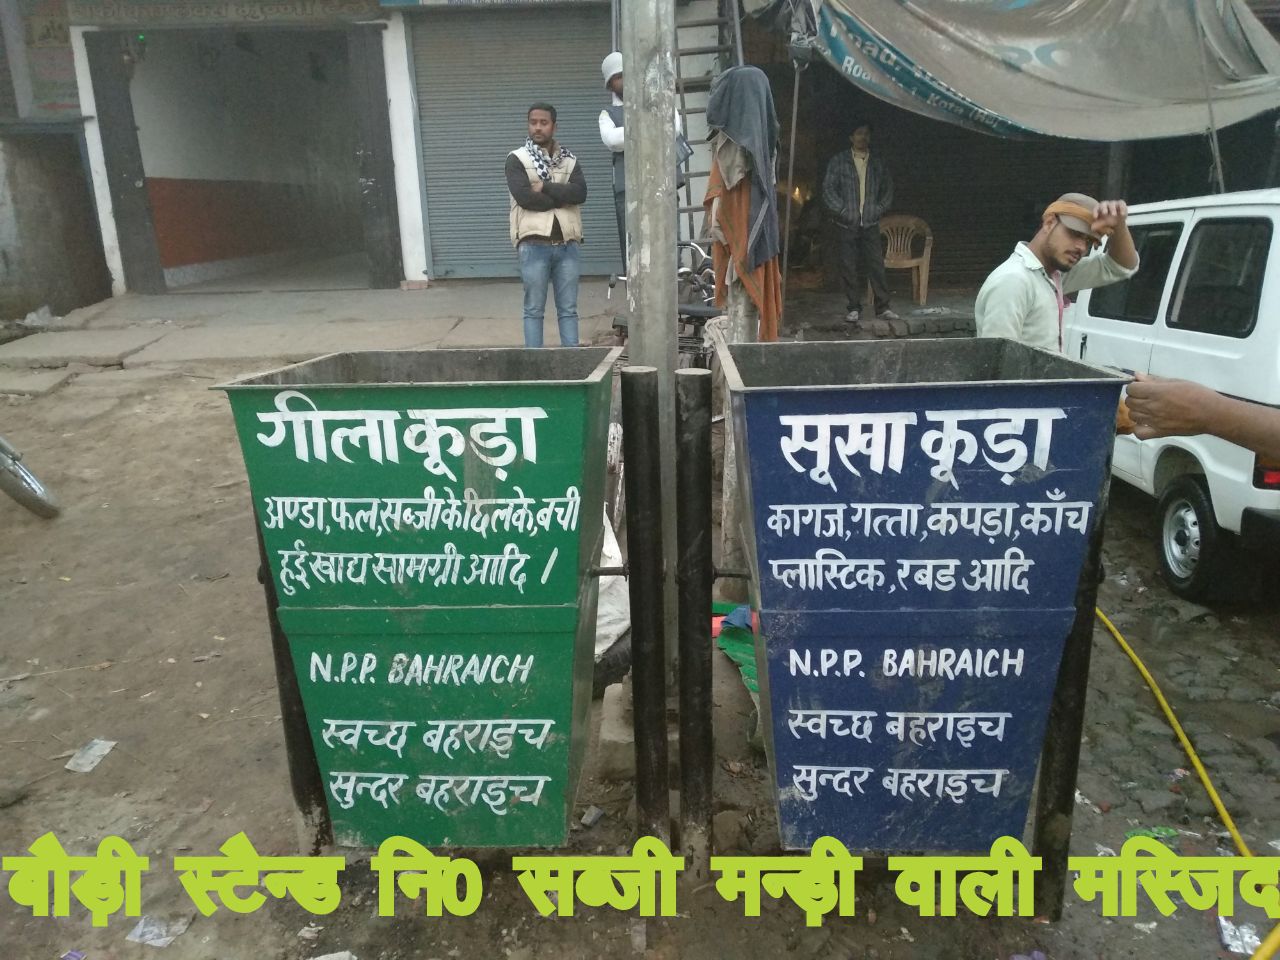 गीला कूड़ा
अण्डा,फल,सब्जी के छिलके,बची
हुई खाद्य सामग्री आदि ।
N.P.P. BAHRAICH
स्वच्छ बहराइच
सुन्दर बहराइच
सूखा कूड़ा
कागज,गत्ता,कपड़ा,काँच
प्लास्टिक,रबड आदि
N.P.P. BAHRAICH
स्वच्छ बहराइच
सुन्दर बहराइच
बौड़ी स्टैन्ड नि0 सब्जी मन्ड़ी वाली मस्जिद